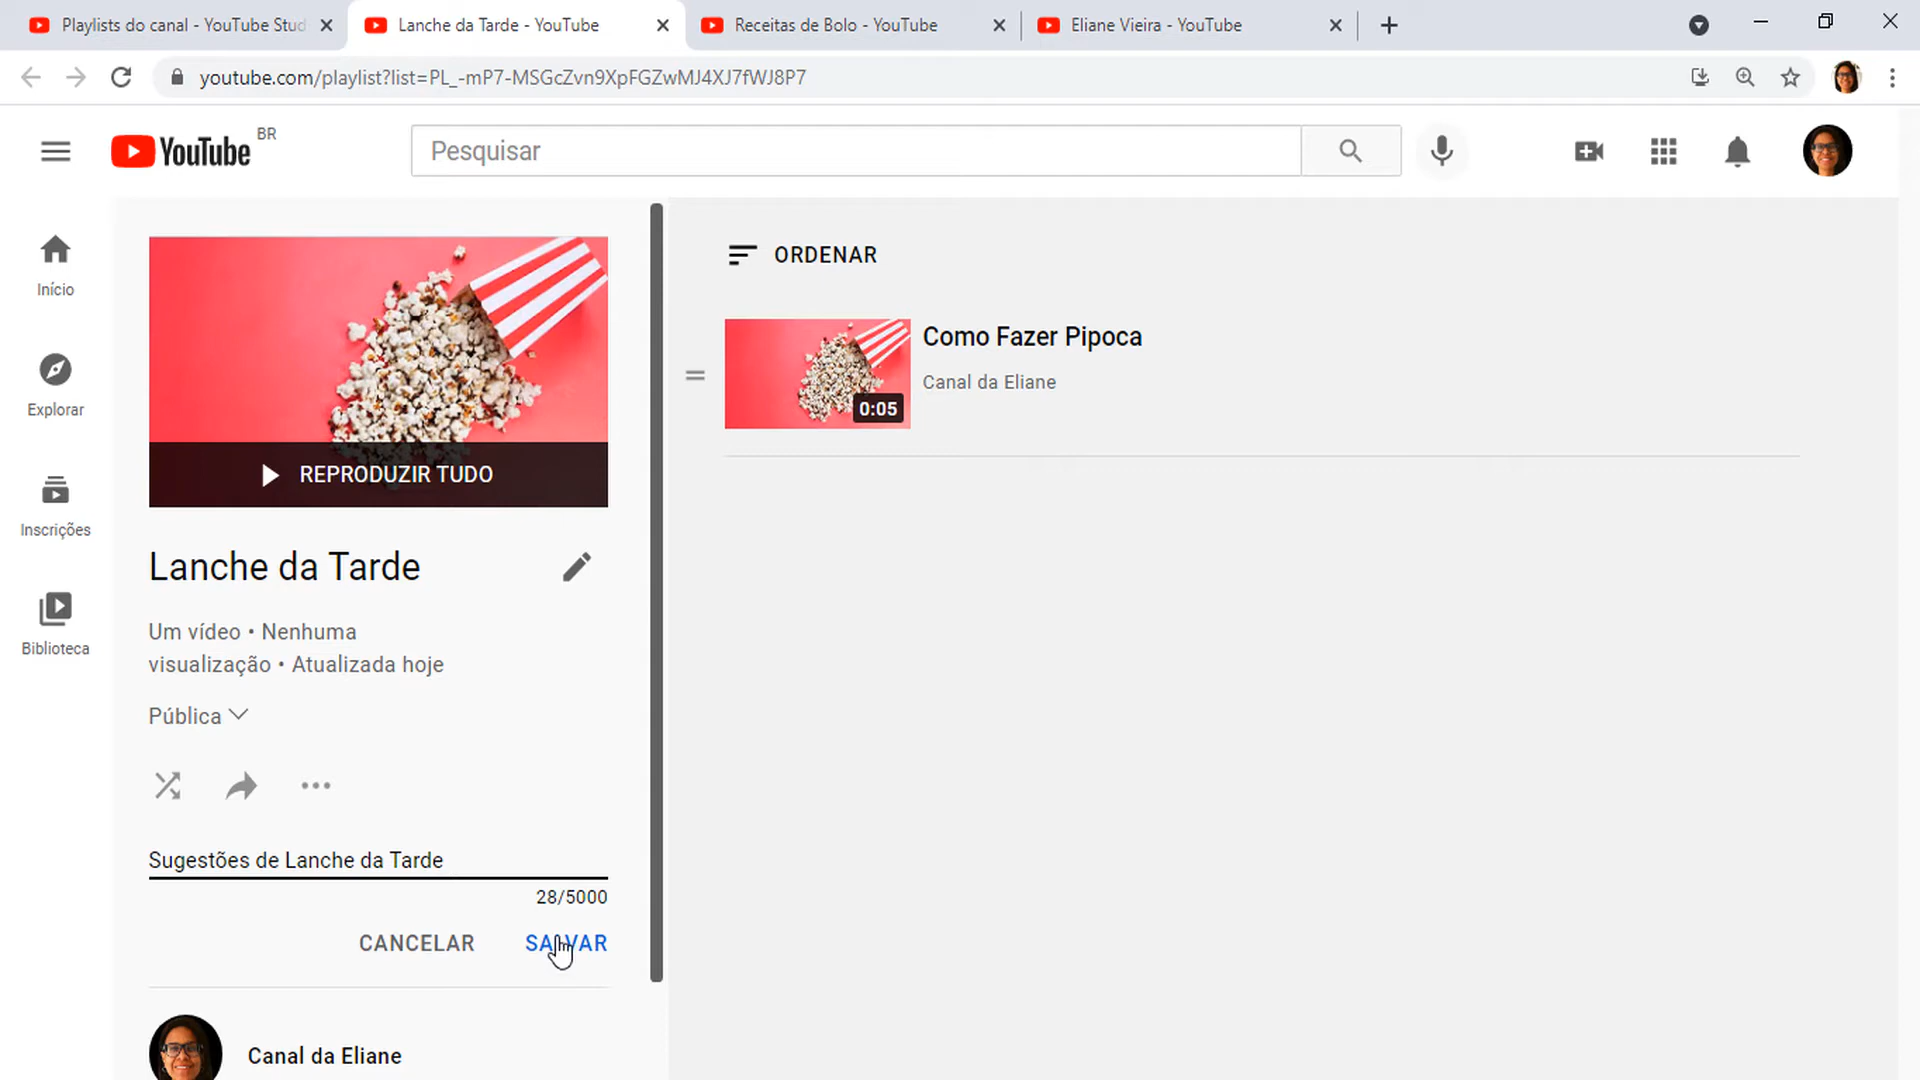 Playlists do canal - YouTube Stud
Lanche da Tarde - YouTube
Receitas de Bolo - YouTube
Eliane Vieira - YouTube
youtube.com/playlist?list=PL_-mP7-MSGcZvn9XpFGZwMJ4XJ7fWJ8P7
YouTube BR
Pesquisar
Início
Explorar
Inscrições
Biblioteca
REPRODUZIR TUDO
Lanche da Tarde
Um vídeo • Nenhuma
visualização • Atualizada hoje
Pública
Sugestões de Lanche da Tarde
28/5000
CANCELAR
SALVAR
Canal da Eliane
ORDENAR
0:05
Como Fazer Pipoca
Canal da Eliane